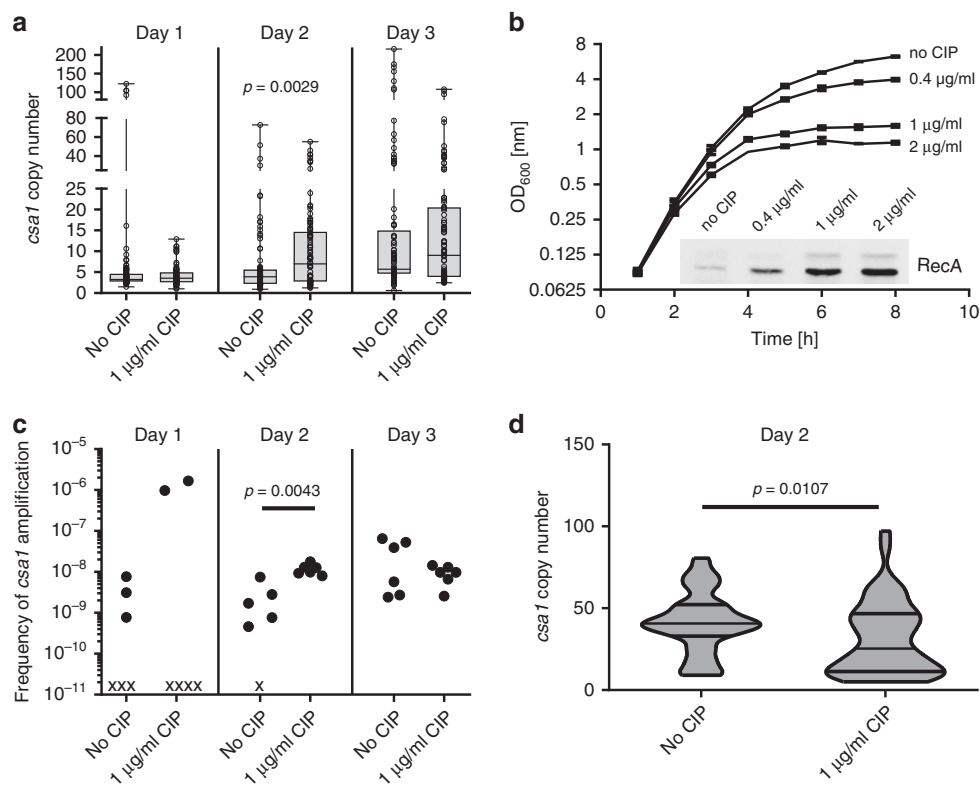 a
Day 1
Day 2
Day 3
csa1 copy number
200
150
100
80
60
40
25
20
15
10
5
0
p = 0.0029
No CIP
1 μg/ml CIP
No CIP
1 μg/ml CIP
No CIP
1 μg/ml CIP
b
OD600 [nm]
8
4
2
1
0.5
0.25
0.125
0.0625
no CIP
0.4 μg/ml
1 μg/ml
2 μg/ml
no CIP
0.4 μg/ml
1 μg/ml
2 μg/ml
RecA
0
2
4
6
8
10
Time [h]
c
Day 1
Day 2
Day 3
Frequency of csa1 amplification
10–5
10–6
10–7
10–8
10–9
10–10
10–11
p = 0.0043
xxx
xxxx
x
No CIP
1 μg/ml CIP
No CIP
1 μg/ml CIP
No CIP
1 μg/ml CIP
d
Day 2
csa1 copy number
150
100
50
0
p = 0.0107
No CIP
1 μg/ml CIP